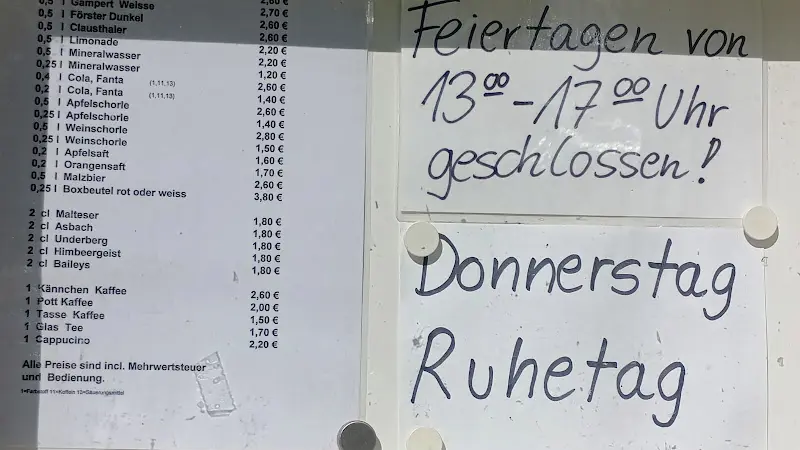 0,5 l Gampert Weisse 2,60 €
0,5 l Förster Dunkel 2,70 €
0,5 l Clausthaler 2,60 €
0,5 l Limonade 2,20 €
0,5 l Mineralwasser 2,20 €
0,25 l Mineralwasser 1,20 €
0,4 l Cola, Fanta (1,11,13) 2,60 €
0,2 l Cola, Fanta (1,11,13) 1,40 €
0,5 l Apfelschorle 2,60 €
0,25 l Apfelschorle 1,40 €
0,5 l Weinschorle 2,80 €
0,25 l Weinschorle 1,50 €
0,2 l Apfelsaft 1,60 €
0,2 l Orangensaft 1,70 €
0,5 l Malzbier 2,60 €
0,25 l Boxbeutel rot oder weiss 3,80 €
2 cl Malteser 1,80 €
2 cl Asbach 1,80 €
2 cl Underberg 1,80 €
2 cl Himbeergeist 1,80 €
2 cl Baileys 1,80 €
1 Kännchen Kaffee 2,60 €
1 Pott Kaffee 2,00 €
1 Tasse Kaffee 1,50 €
1 Glas Tee 1,70 €
1 Cappucino 2,20 €
Alle Preise sind incl. Mehrwertsteuer
und Bedienung.
Feiertagen von
13⁰⁰ - 17⁰⁰ Uhr
geschlossen!
Donnerstag
Ruhetag